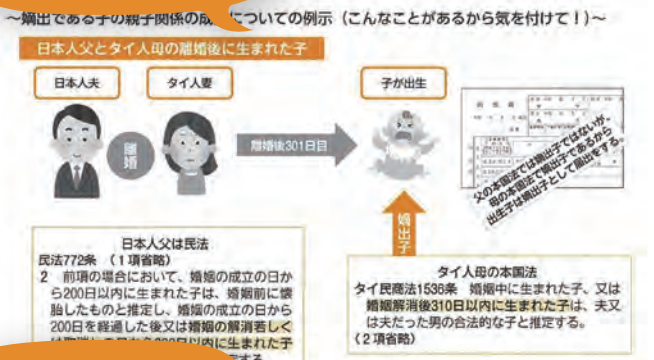 ～嫡出である子の親子関係の成 についての例示（こんなことがあるから気を付けて！）～
日本人父とタイ人母の離婚後に生まれた子
日本人夫
タイ人妻
子が出生
離婚
離婚後301日目
父の本国法では嫡出子ではないが、
母の本国法で嫡出子であるから
出生子は嫡出子として届出をする。
嫡出子
日本人父は民法
民法772条 （1項省略）
2 前項の場合において、婚姻の成立の日か
ら200日以内に生まれた子は、婚姻前に懐
胎したものと推定し、婚姻の成立の日から
200日を経過した後又は婚姻の解消若しく
日以内に生まれた子
する
タイ人母の本国法
タイ民商法1536条 婚姻中に生まれた子、又は
婚姻解消後310日以内に生まれた子は、夫又
は夫だった男の合法的な子と推定する。
（2項省略）